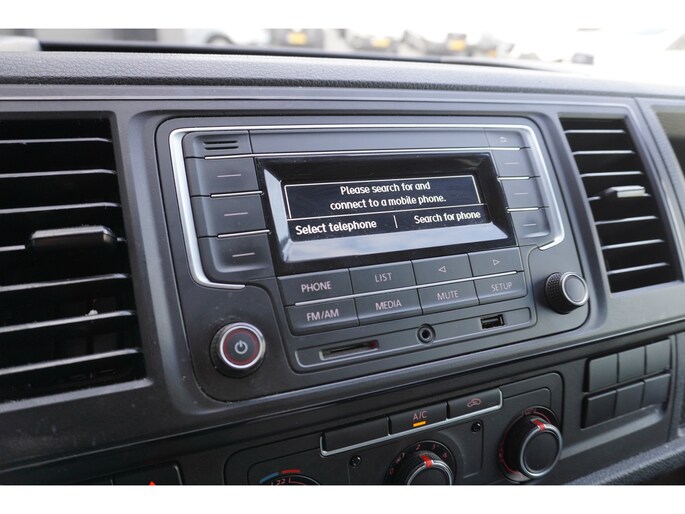 Please search for and
connect to a mobile phone.
Select telephone Search for phone
PHONE LIST
FM/AM MEDIA MUTE SETUP
A/C
22